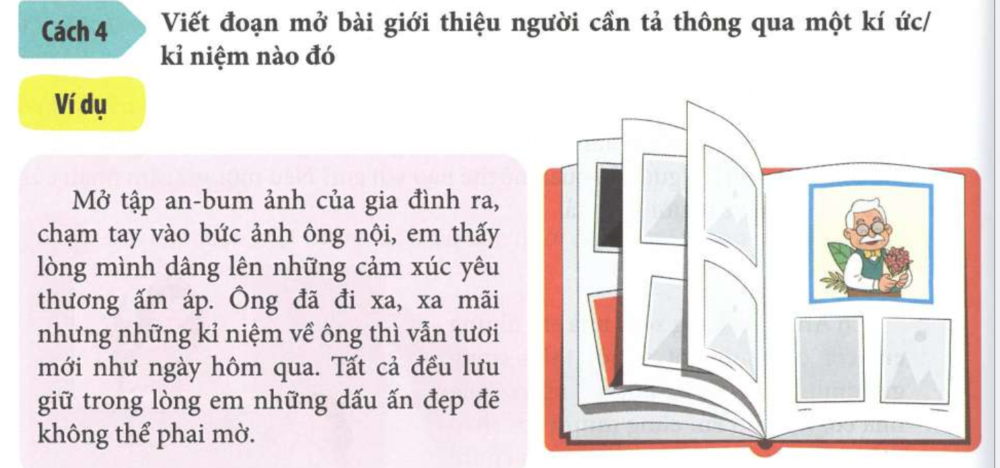 Cách 4
Viết đoạn mở bài giới thiệu người cần tả thông qua một kí ức/
kỉ niệm nào đó
Ví dụ
Mở tập an-bum ảnh của gia đình ra,
chạm tay vào bức ảnh ông nội, em thấy
lòng mình dâng lên những cảm xúc yêu
thương ấm áp. Ông đã đi xa, xa mãi
nhưng những kỉ niệm về ông thì vẫn tươi
mới như ngày hôm qua. Tất cả đều lưu
giữ trong lòng em những dấu ấn đẹp đẽ
không thể phai mờ.